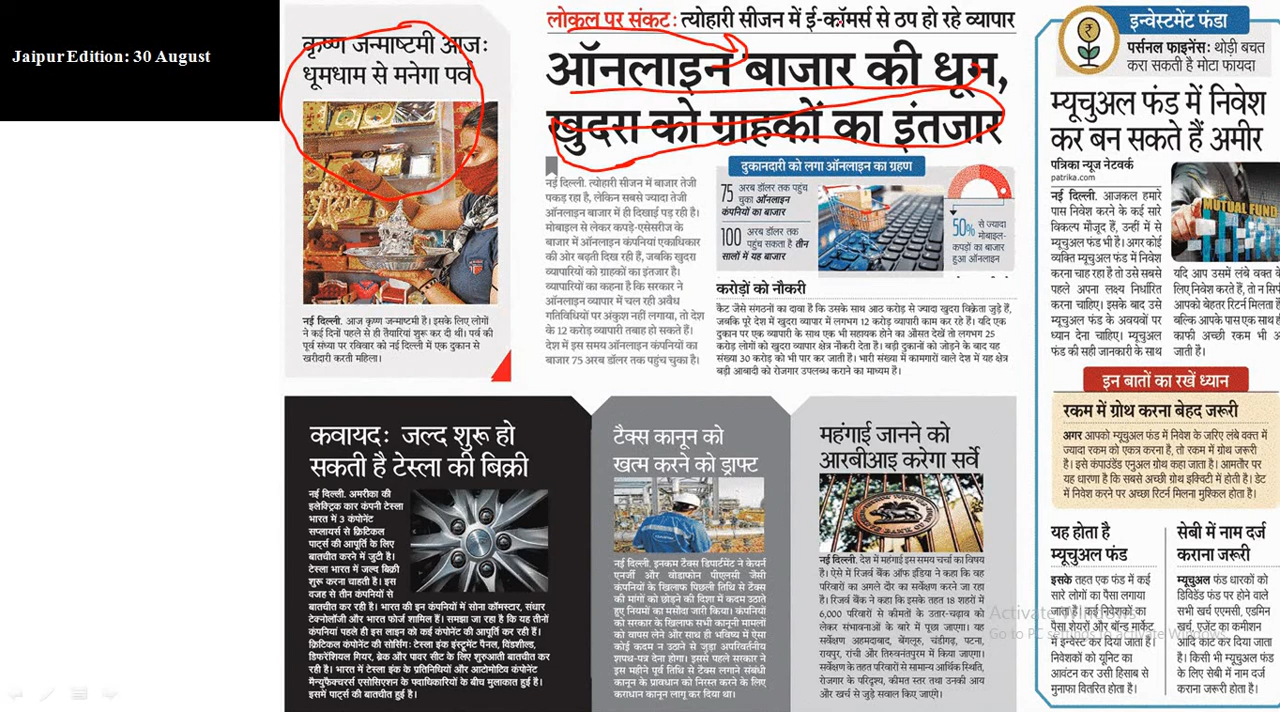 Jaipur Edition: 30 August
कृष्ण जन्माष्टमी आज:
धूमधाम से मनेगा पर्व
नई दिल्ली. आज कृष्ण जन्माष्टमी है। इसके लिए लोगों
ने कई दिनों पहले से ही तैयारियां शुरू कर दी थी। पर्व की
पूर्व संध्या पर रविवार को नई दिल्ली में एक दुकान से
खरीदारी करती महिला।
लोकल पर संकट: त्योहारी सीजन में ई-कॉमर्स से ठप हो रहे व्यापार
ऑनलाइन बाजार की धूम,
खुदरा को ग्राहकों का इंतजार
नई दिल्ली. त्योहारी सीजन में बाजार तेजी
पकड़ रहा है, लेकिन सबसे ज्यादा तेजी
ऑनलाइन बाजार में ही दिखाई पड़ रही है।
मोबाइल से लेकर कपड़े-एसेसरीज के
बाजार में ऑनलाइन कंपनियां एकाधिकार
की ओर बढ़ती दिख रही हैं, जबकि खुदरा
व्यापारियों को ग्राहकों का इंतजार है।
व्यापारियों का कहना है कि सरकार ने
ऑनलाइन व्यापार में चल रही अवैध
गतिविधियों पर अंकुश नहीं लगाया, तो देश
के 12 करोड़ व्यापारी तबाह हो सकते हैं।
देश में इस समय ऑनलाइन कंपनियों का
बाजार 75 अरब डॉलर तक पहुंच चुका है।
दुकानदारी को लगा ऑनलाइन का ग्रहण
75 अरब डॉलर तक पहुंच
चुका ऑनलाइन
कंपनियों का बाजार
100 अरब डॉलर तक
पहुंच सकता है तीन
सालों में यह बाजार
50% से ज्यादा
मोबाइल-
कपड़ों का बाजार
हुआ ऑनलाइन
करोड़ों को नौकरी
कैट जैसे संगठनों का दावा है कि उसके साथ आठ करोड़ से ज्यादा खुदरा विक्रेता जुड़े हैं,
जबकि पूरे देश में खुदरा व्यापार में लगभग 12 करोड़ व्यापारी काम कर रहे हैं। यदि एक
दुकान पर एक व्यापारी के साथ एक भी सहायक होने का औसत देखें तो लगभग 25
करोड़ लोगों को खुदरा व्यापार क्षेत्र नौकरी देता है। बड़ी दुकानों को जोड़ने के बाद यह
संख्या 30 करोड़ को भी पार कर जाती है। भारी संख्या में कामगारों वाले देश में यह क्षेत्र
बड़ी आबादी को रोजगार उपलब्ध कराने का माध्यम है।
इन्वेस्टमेंट फंडा
पर्सनल फाइनेंस: थोड़ी बचत
करा सकती है मोटा फायदा
म्यूचुअल फंड में निवेश
कर बन सकते हैं अमीर
पत्रिका न्यूज नेटवर्क
patrika.com
नई दिल्ली. आजकल हमारे
पास निवेश करने के कई सारे
विकल्प मौजूद हैं, उन्हीं में से
म्यूचुअल फंड भी है। अगर कोई
व्यक्ति म्यूचुअल फंड में निवेश
करना चाह रहा है तो उसे सबसे
पहले अपना लक्ष्य निर्धारित
करना चाहिए। इसके बाद उसे
म्यूचुअल फंड के अवयवों पर
ध्यान देना चाहिए। म्यूचुअल
फंड की सही जानकारी के साथ
MUTUAL FUND
यदि आप उसमें लंबे वक्त के
लिए निवेश करते हैं, तो न सिर्फ
आपको बेहतर रिटर्न मिलता
बल्कि आपके पास एक साथ
काफी अच्छी रकम भी
जाती है।
इन बातों का रखें ध्यान
रकम में ग्रोथ करना बेहद जरूरी
अगर आपको म्यूचुअल फंड में निवेश के जरिए लंबे वक्त में
ज्यादा रकम को एकत्र करना है, तो रकम में ग्रोथ जरूरी
है। इसे कंपाउंडेड एनुअल ग्रोथ कहा जाता है। आमतौर पर
यह धारणा है कि सबसे अच्छी ग्रोथ इक्विटी में होती है। डेट
में निवेश करने पर अच्छा रिटर्न मिलना मुश्किल होता है।
यह होता है
म्यूचुअल फंड
इसके तहत एक फंड में कई
सारे लोगों का पैसा लगाया
जाता है। कई निवेशकों का
पैसा शेयरों और बॉन्ड मार्केट
में इन्वेस्ट कर दिया जाता है।
निवेशकों को यूनिट का
आवंटन कर उसी हिसाब से
मुनाफा वितरित होता है।
सेबी में नाम दर्ज
कराना जरूरी
म्यूचुअल फंड धारकों को
डिविडेंड फंड पर होने वाले
सभी खर्च एएमसी, एडमिन
खर्च, एजेंट का कमीशन
आदि काट कर दिया जाता
है। किसी भी म्यूचुअल फंड
के लिए सेबी में नाम दर्ज
कराना जरूरी होता है।
कवायद: जल्द शुरू हो
सकती है टेस्ला की बिक्री
नई दिल्ली. अमरीका की
इलेक्ट्रिक कार कंपनी टेस्ला
भारत में 3 कंपोनेंट
सप्लायर्स से क्रिटिकल
पार्ट्स की आपूर्ति के लिए
बातचीत करने में जुटी है।
टेस्ला भारत में जल्द बिक्री
शुरू करना चाहती है। इस
वजह से तीन कंपनियों से
बातचीत कर रही है। भारत की इन कंपनियों में सोना कॉमस्टार, संधार
टेक्नोलॉजी और भारत फोर्ज शामिल हैं। समझा जा रहा है कि यह तीनों
कंपनियां पहले ही इस लाइन को कई कंपोनेंट की आपूर्ति कर रही हैं।
क्रिटिकल कंपोनेंट की सोर्सिंग: टेस्ला इंक इंस्ट्रूमेंट पैनल, विंडशील्ड,
डिफरेंशियल गियर, ब्रेक और पावर सीट के लिए शुरुआती बातचीत कर
रही है। भारत में टेस्ला इंक के प्रतिनिधियों और आटोमोटिव कंपोनेंट
मैन्युफैक्चरर्स एसोसिएशन के पदाधिकारियों के बीच मुलाकात हुई है।
इसमें पार्ट्स की बातचीत हुई है।
टैक्स कानून को
खत्म करने को ड्राफ्ट
नई दिल्ली. इनकम टैक्स डिपार्टमेंट ने केयर्न
एनर्जी और वोडाफोन पीएलसी जैसी
कंपनियों के खिलाफ पिछली तिथि से टैक्स
की मांगों को छोड़ने की दिशा में कदम उठाते
हुए नियमों का मसौदा जारी किया। कंपनियों
को सरकार के खिलाफ सभी कानूनी मामलों
को वापस लेने और साथ ही भविष्य में ऐसा
कोई कदम न उठाने से जुड़ा अपरिवर्तनीय
शपथ-पत्र देना होगा। इससे पहले सरकार ने
इस महीने पूर्व तिथि से टैक्स लगाने संबंधी
कानून के प्रावधान को निरस्त करने के लिए
कराधान कानून लागू कर दिया था।
महंगाई जानने को
आरबीआइ करेगा सर्वे
नई दिल्ली. देश में महंगाई इस समय चर्चा का विषय
है। ऐसे में रिजर्व बैंक ऑफ इंडिया ने कहा कि वह
परिवारों का अगले दौर का सर्वेक्षण करने जा रहा
है। रिजर्व बैंक ने कहा कि इसके तहत 18 शहरों में
6,000 परिवारों से कीमतों के उतार-चढ़ाव को
लेकर संभावनाओं के बारे में पूछा जाएगा। यह
सर्वेक्षण अहमदाबाद, बेंगलूरु, चंडीगढ़, पटना,
रायपुर, रांची और तिरुवनंतपुरम में किया जाएगा।
सर्वेक्षण के तहत परिवारों से सामान्य आर्थिक स्थिति,
रोजगार के परिदृश्य, कीमत स्तर तथा उनकी आय
और खर्च से जुड़े सवाल किए जाएंगे।
Activate Windows
Go to PC settings to activate Windows.